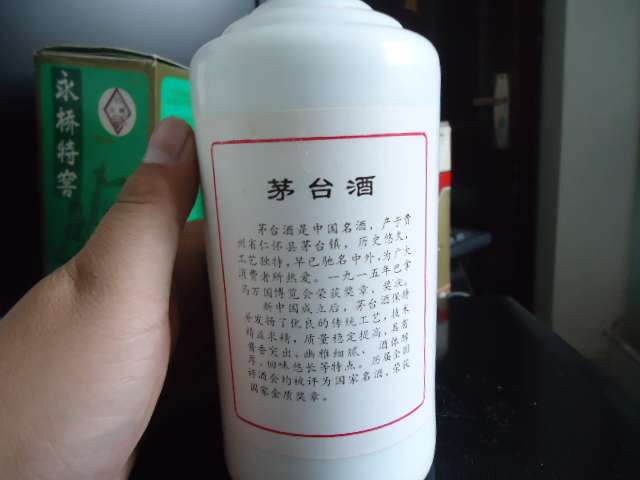 永桥特窖
茅台酒
茅台酒是中国名酒，产于贵
州省仁怀县茅台镇，历史悠久，
工艺独特，早已驰名中外，为广大
消费者所热爱。一九一五年巴拿
马万国博览会荣获奖章、奖状。
新中国成立后，茅台酒保持
并发扬了优良的传统工艺，技术
精益求精，质量稳定提高，具有
酱香突出、幽雅细腻、酒体醇
厚、回味悠长等特点。历届全国
评酒会均被评为国家名酒，荣获
国家金质奖章。